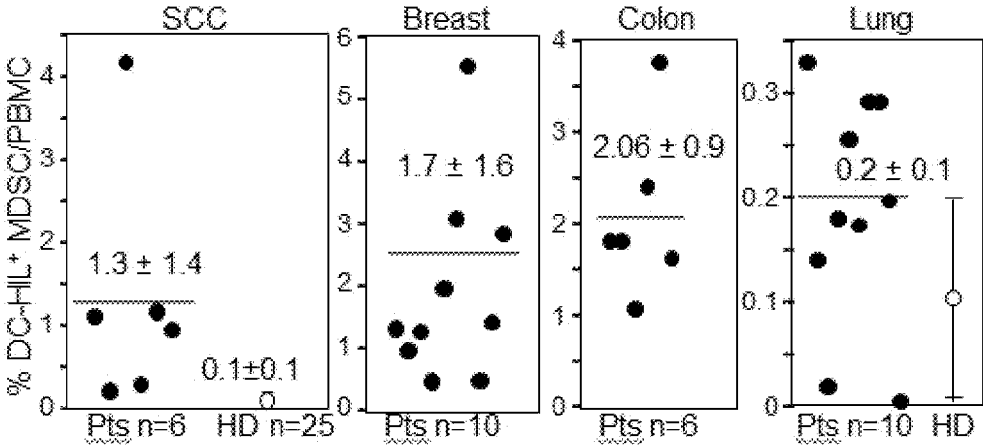 SCC Breast Colon Lung
% DC-HIL⁺ MDSC/PBMC
4
3
2
1
0
1.3 ± 1.4
0.1±0.1
Pts n=6 HD n=25
6
5
4
3
2
1
0
1.7 ± 1.6
Pts n=10
4
3
2
1
0
2.06 ± 0.9
Pts n=6
0.3
0.2
0.1
0
0.2 ± 0.1
Pts n=10 HD